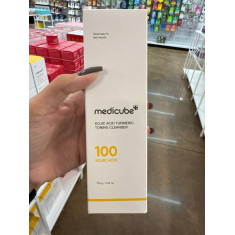 medicube
KOJIC ACID TURMERIC
TONING CLEANSER
100
KOJIC ACID